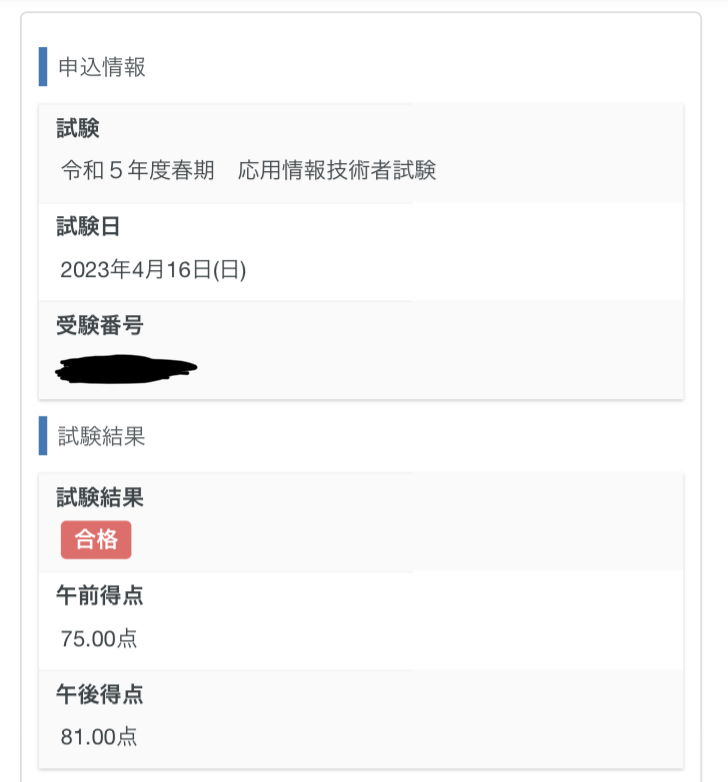 申込情報
試験
令和５年度春期　応用情報技術者試験
試験日
2023年4月16日(日)
受験番号
試験結果
試験結果
合格
午前得点
75.00点
午後得点
81.00点